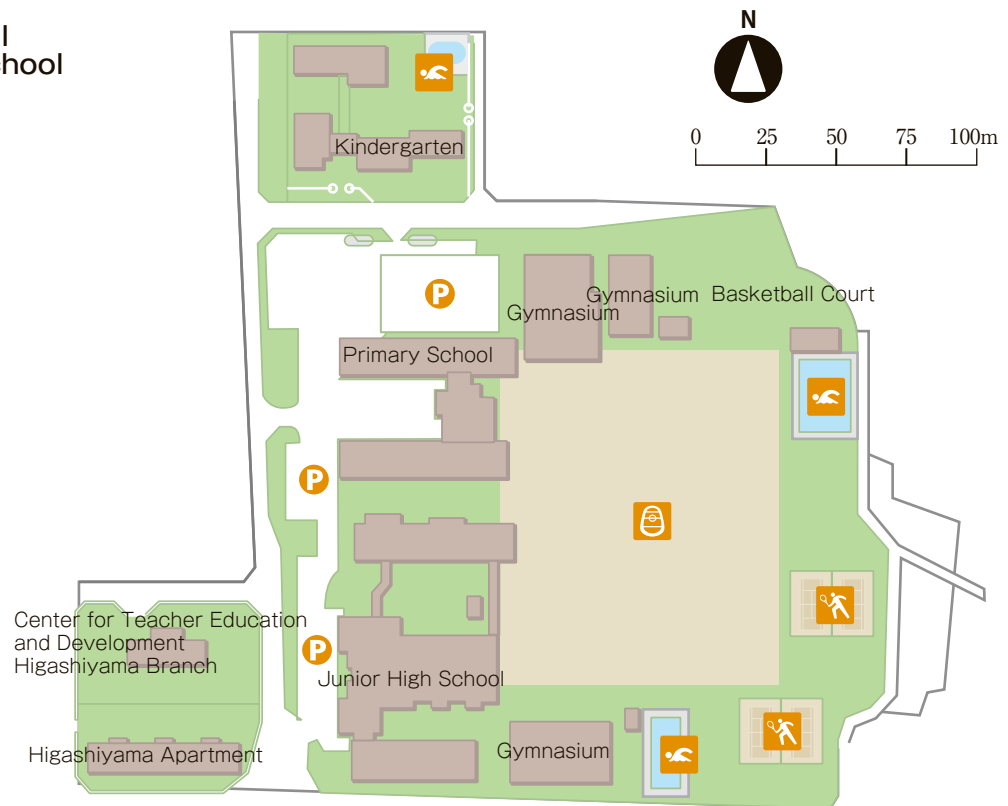 l
chool
N
0 25 50 75 100m
Kindergarten
P
Gymnasium
Gymnasium
Basketball Court
Primary School
P
Center for Teacher Education
and Development
Higashiyama Branch
P
Junior High School
Higashiyama Apartment
Gymnasium